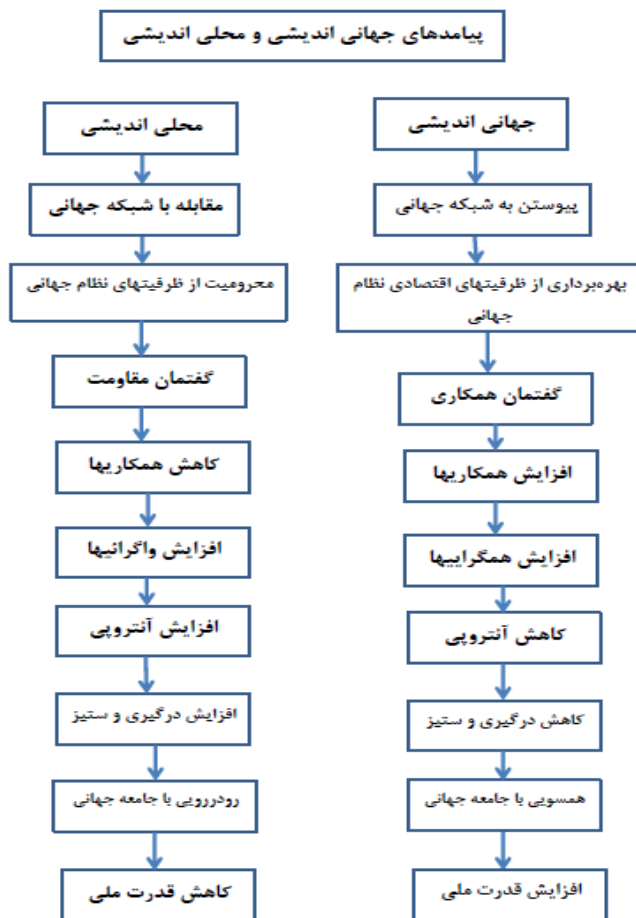 پیامدهای جهانی اندیشی و محلی اندیشی
جهانی اندیشی
پیوستن به شبکه جهانی
بهره‌برداری از ظرفیتهای اقتصادی نظام
جهانی
گفتمان همکاری
افزایش همکاریها
افزایش همگراییها
کاهش آنتروپی
کاهش درگیری و ستیز
همسویی با جامعه جهانی
افزایش قدرت ملی
محلی اندیشی
مقابله با شبکه جهانی
محرومیت از ظرفیتهای نظام جهانی
گفتمان مقاومت
کاهش همکاریها
افزایش واگرائیها
افزایش آنتروپی
افزایش درگیری و ستیز
رودررویی با جامعه جهانی
کاهش قدرت ملی